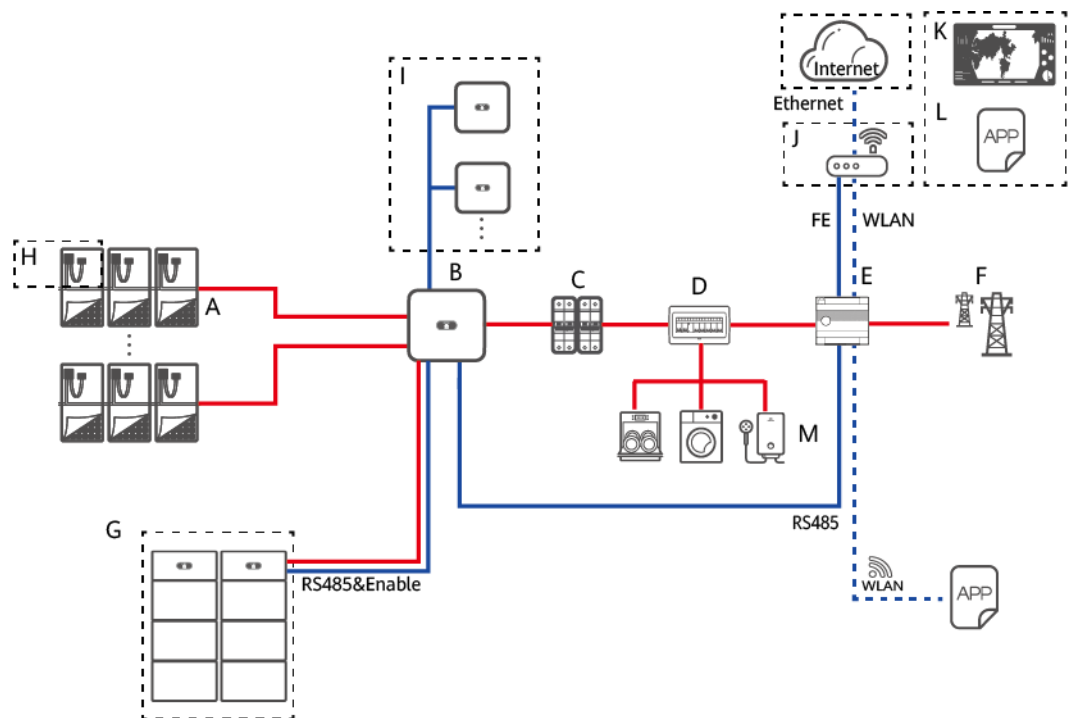 I
Internet
K
Ethernet
L
APP
J
FE
WLAN
H
A
B
C
D
E
F
M
G
RS485&Enable
RS485
WLAN
APP